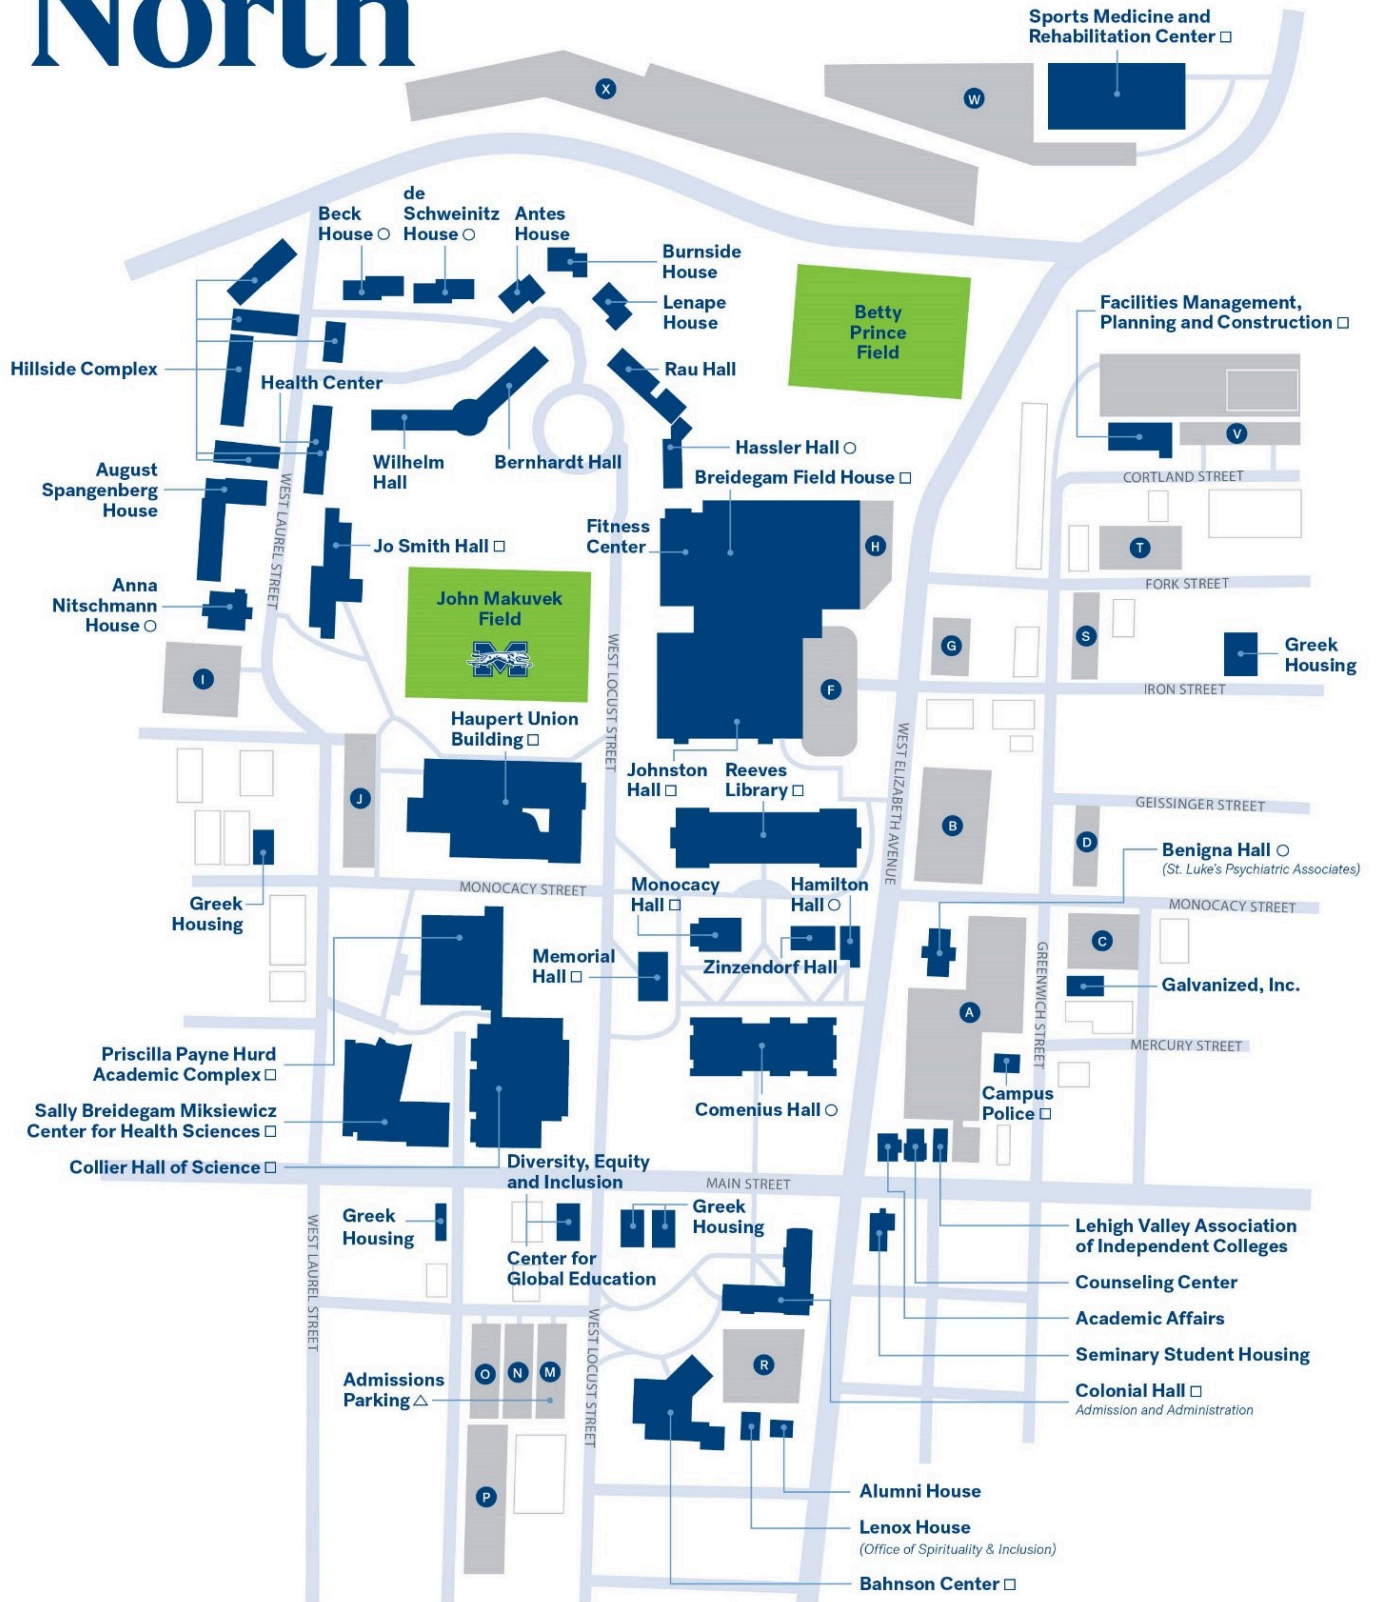 North
Sports Medicine and
Rehabilitation Center □
X
W
de
Beck
Schweinitz
Antes
House ○
House ○
House
Burnside
House
Lenape
House
Betty
Prince
Field
Facilities Management,
Planning and Construction □
Hillside Complex
Health Center
Rau Hall
V
Wilhelm
Hall
Bernhardt Hall
Hassler Hall ○
Breidegam Field House □
CORTLAND STREET
August
Spangenberg
House
WEST LAUREL STREET
Fitness
Center
H
T
Jo Smith Hall □
FORK STREET
Anna
Nitschmann
House ○
John Makuvek
Field
M
WEST LOCUST STREET
G
S
Greek
Housing
I
F
IRON STREET
Haupert Union
Building □
WEST ELIZABETH AVENUE
Johnston
Hall □
Reeves
Library □
J
B
GEISSINGER STREET
D
Benigna Hall ○
(St. Luke's Psychiatric Associates)
MONOCACY STREET
Monocacy
Hall □
Hamilton
Hall ○
Greek
Housing
MONOCACY STREET
C
Memorial
Hall □
Zinzendorf Hall
GREENWICH STREET
Galvanized, Inc.
A
Priscilla Payne Hurd
Academic Complex □
MERCURY STREET
Campus
Police □
Sally Breidegam Miksiewicz
Center for Health Sciences □
Comenius Hall ○
Collier Hall of Science □
Diversity, Equity
and Inclusion
MAIN STREET
Greek
Housing
Greek
Housing
Lehigh Valley Association
of Independent Colleges
Center for
Global Education
WEST LAUREL STREET
Counseling Center
Academic Affairs
WEST LOCUST STREET
Seminary Student Housing
O
N
M
R
Admissions
Parking △
Colonial Hall □
Admission and Administration
P
Alumni House
Lenox House
(Office of Spirituality & Inclusion)
Bahnson Center □